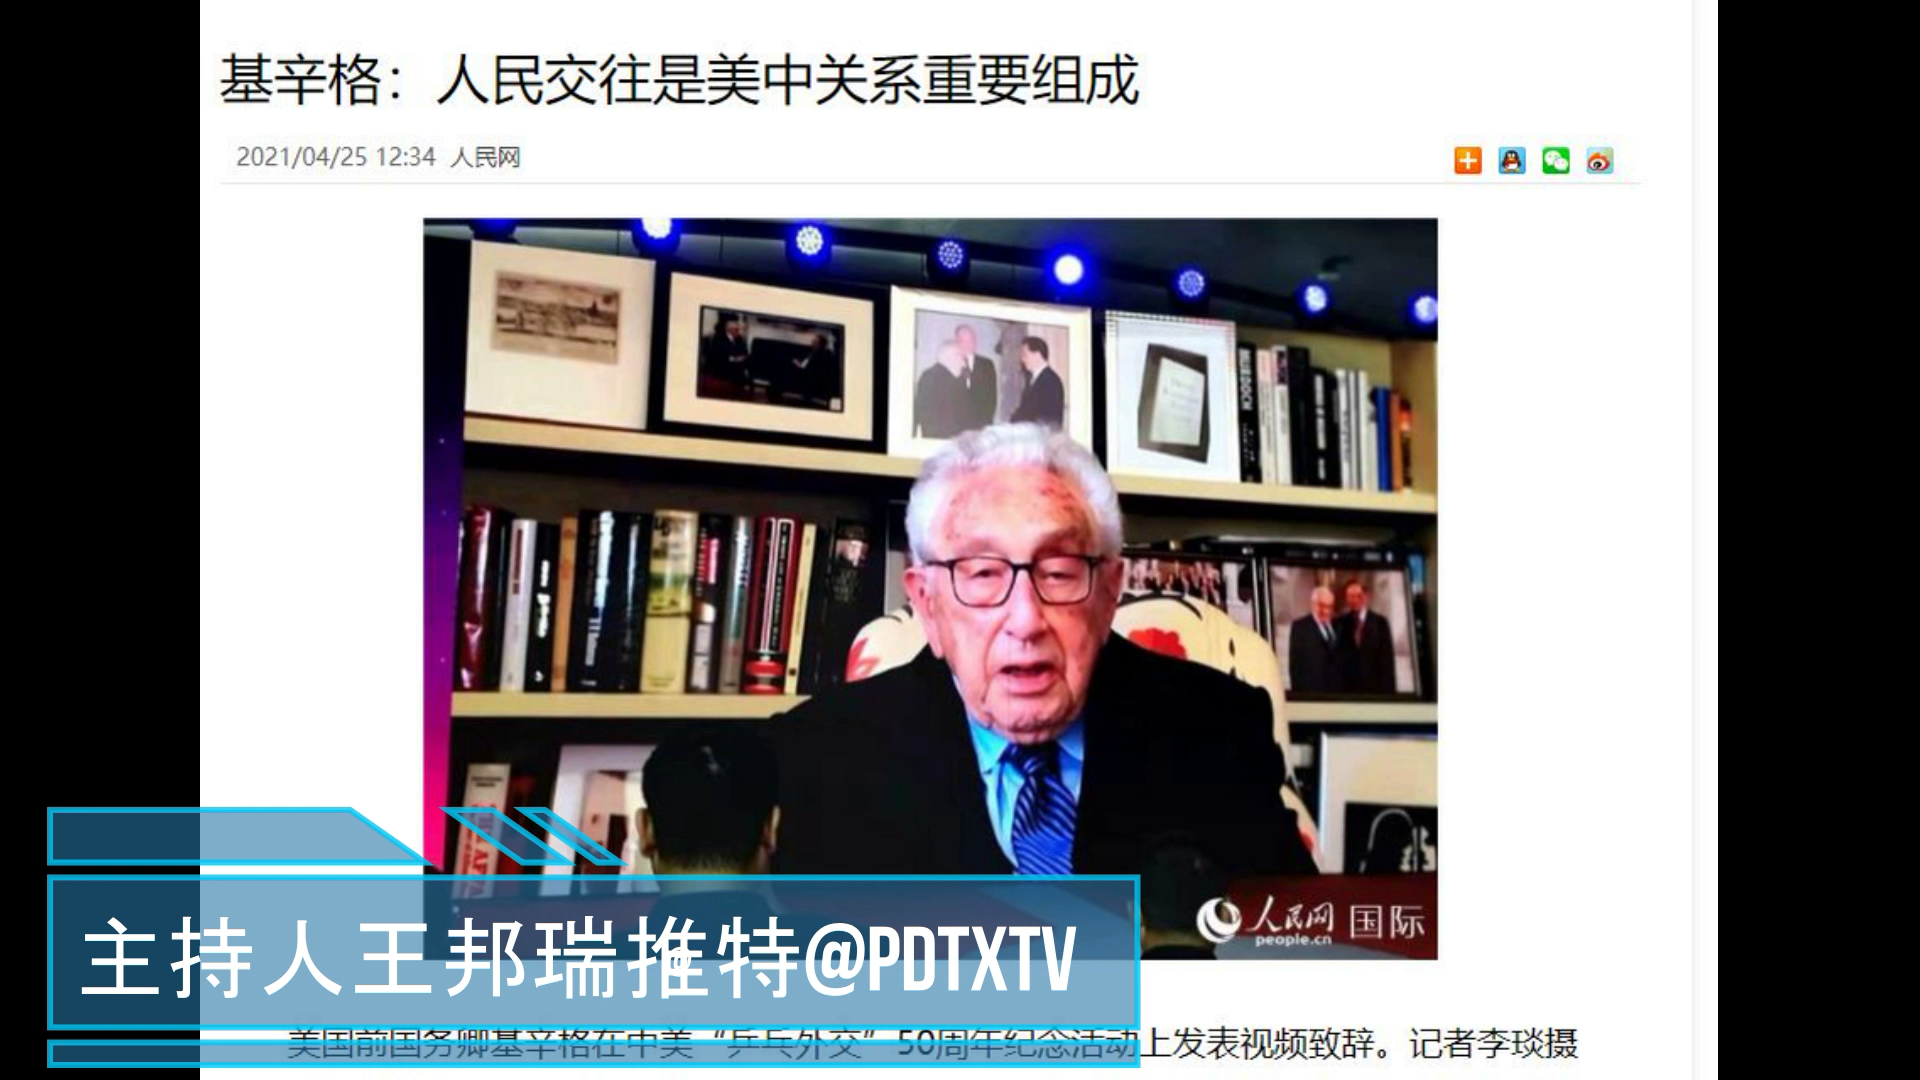 基辛格：人民交往是美中关系重要组成
2021/04/25 12:34 人民网
MURDOCH
人民网 国际
people.cn
主持人王邦瑞推特@PDTXTV
@
美国前国务卿基辛格在中美“乒乓外交”50周年纪念活动上发表视频致辞。记者李琰摄